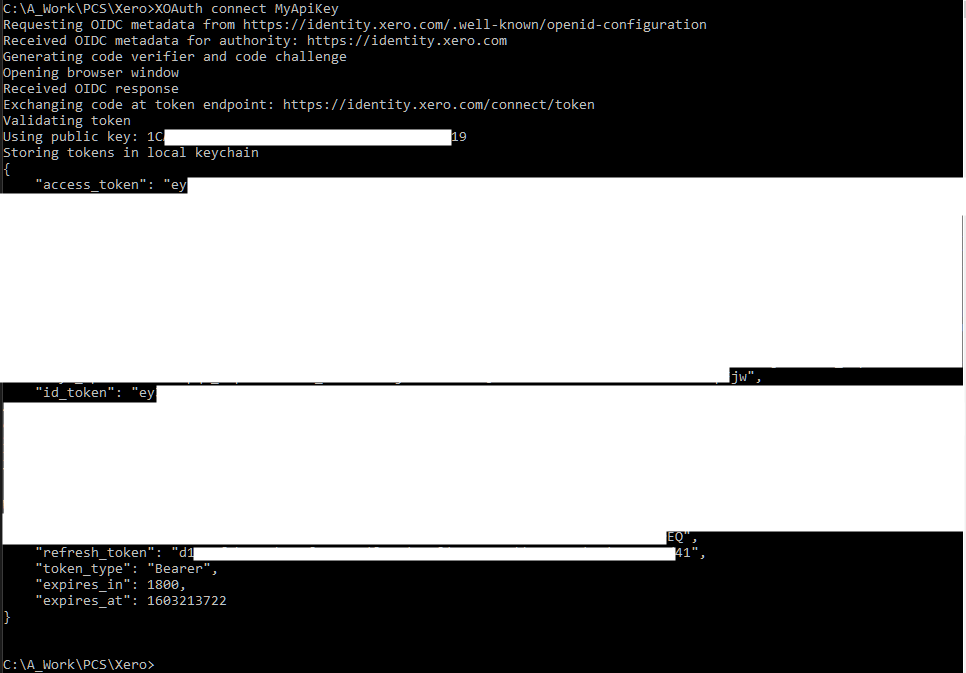 C:\A_Work\PCS\Xero>XOAuth connect MyApiKey
Requesting OIDC metadata from https://identity.xero.com/.well-known/openid-configuration
Received OIDC metadata for authority: https://identity.xero.com
Generating code verifier and code challenge
Opening browser window
Received OIDC response
Exchanging code at token endpoint: https://identity.xero.com/connect/token
Validating token
Using public key: 1C 19
Storing tokens in local keychain
{
    "access_token": "ey
jw",
    "id_token": "ey
EQ",
    "refresh_token": "d1 41",
    "token_type": "Bearer",
    "expires_in": 1800,
    "expires_at": 1603213722
}
C:\A_Work\PCS\Xero>